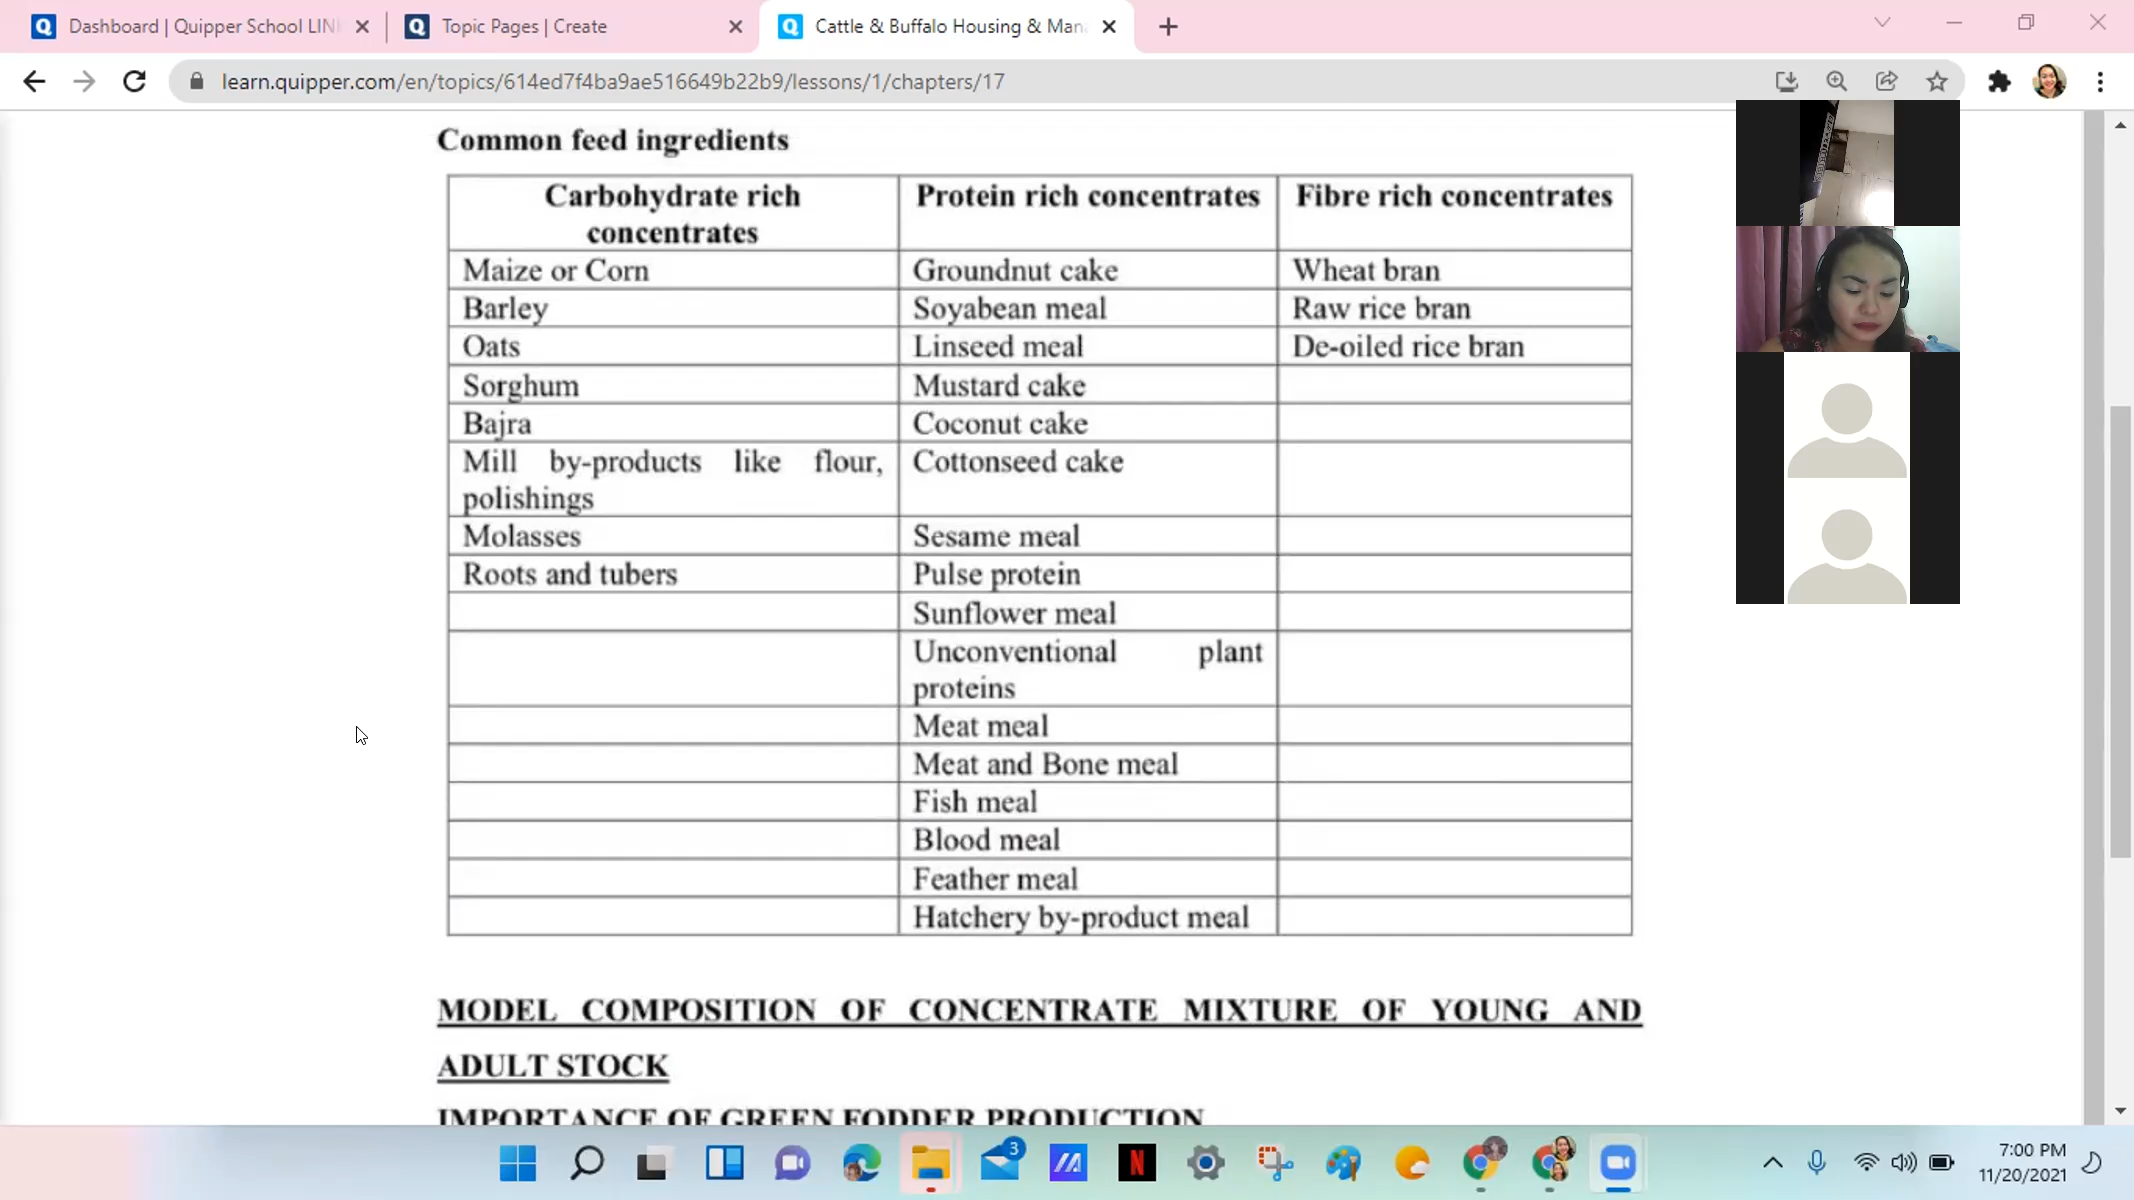 Dashboard | Quipper School LIN
Topic Pages | Create
Cattle & Buffalo Housing & Man
learn.quipper.com/en/topics/614ed7f4ba9ae516649b22b9/lessons/1/chapters/17
Common feed ingredients
Carbohydrate rich concentrates Protein rich concentrates Fibre rich concentrates
Maize or Corn Groundnut cake Wheat bran
Barley Soyabean meal Raw rice bran
Oats Linseed meal De-oiled rice bran
Sorghum Mustard cake
Bajra Coconut cake
Mill by-products like flour, Cottonseed cake
polishings
Molasses Sesame meal
Roots and tubers Pulse protein
Sunflower meal
Unconventional plant
proteins
Meat meal
Meat and Bone meal
Fish meal
Blood meal
Feather meal
Hatchery by-product meal
MODEL COMPOSITION OF CONCENTRATE MIXTURE OF YOUNG AND
ADULT STOCK
IMPORTANCE OF GREEN FODDER PRODUCTION
3
N
7:00 PM
11/20/2021